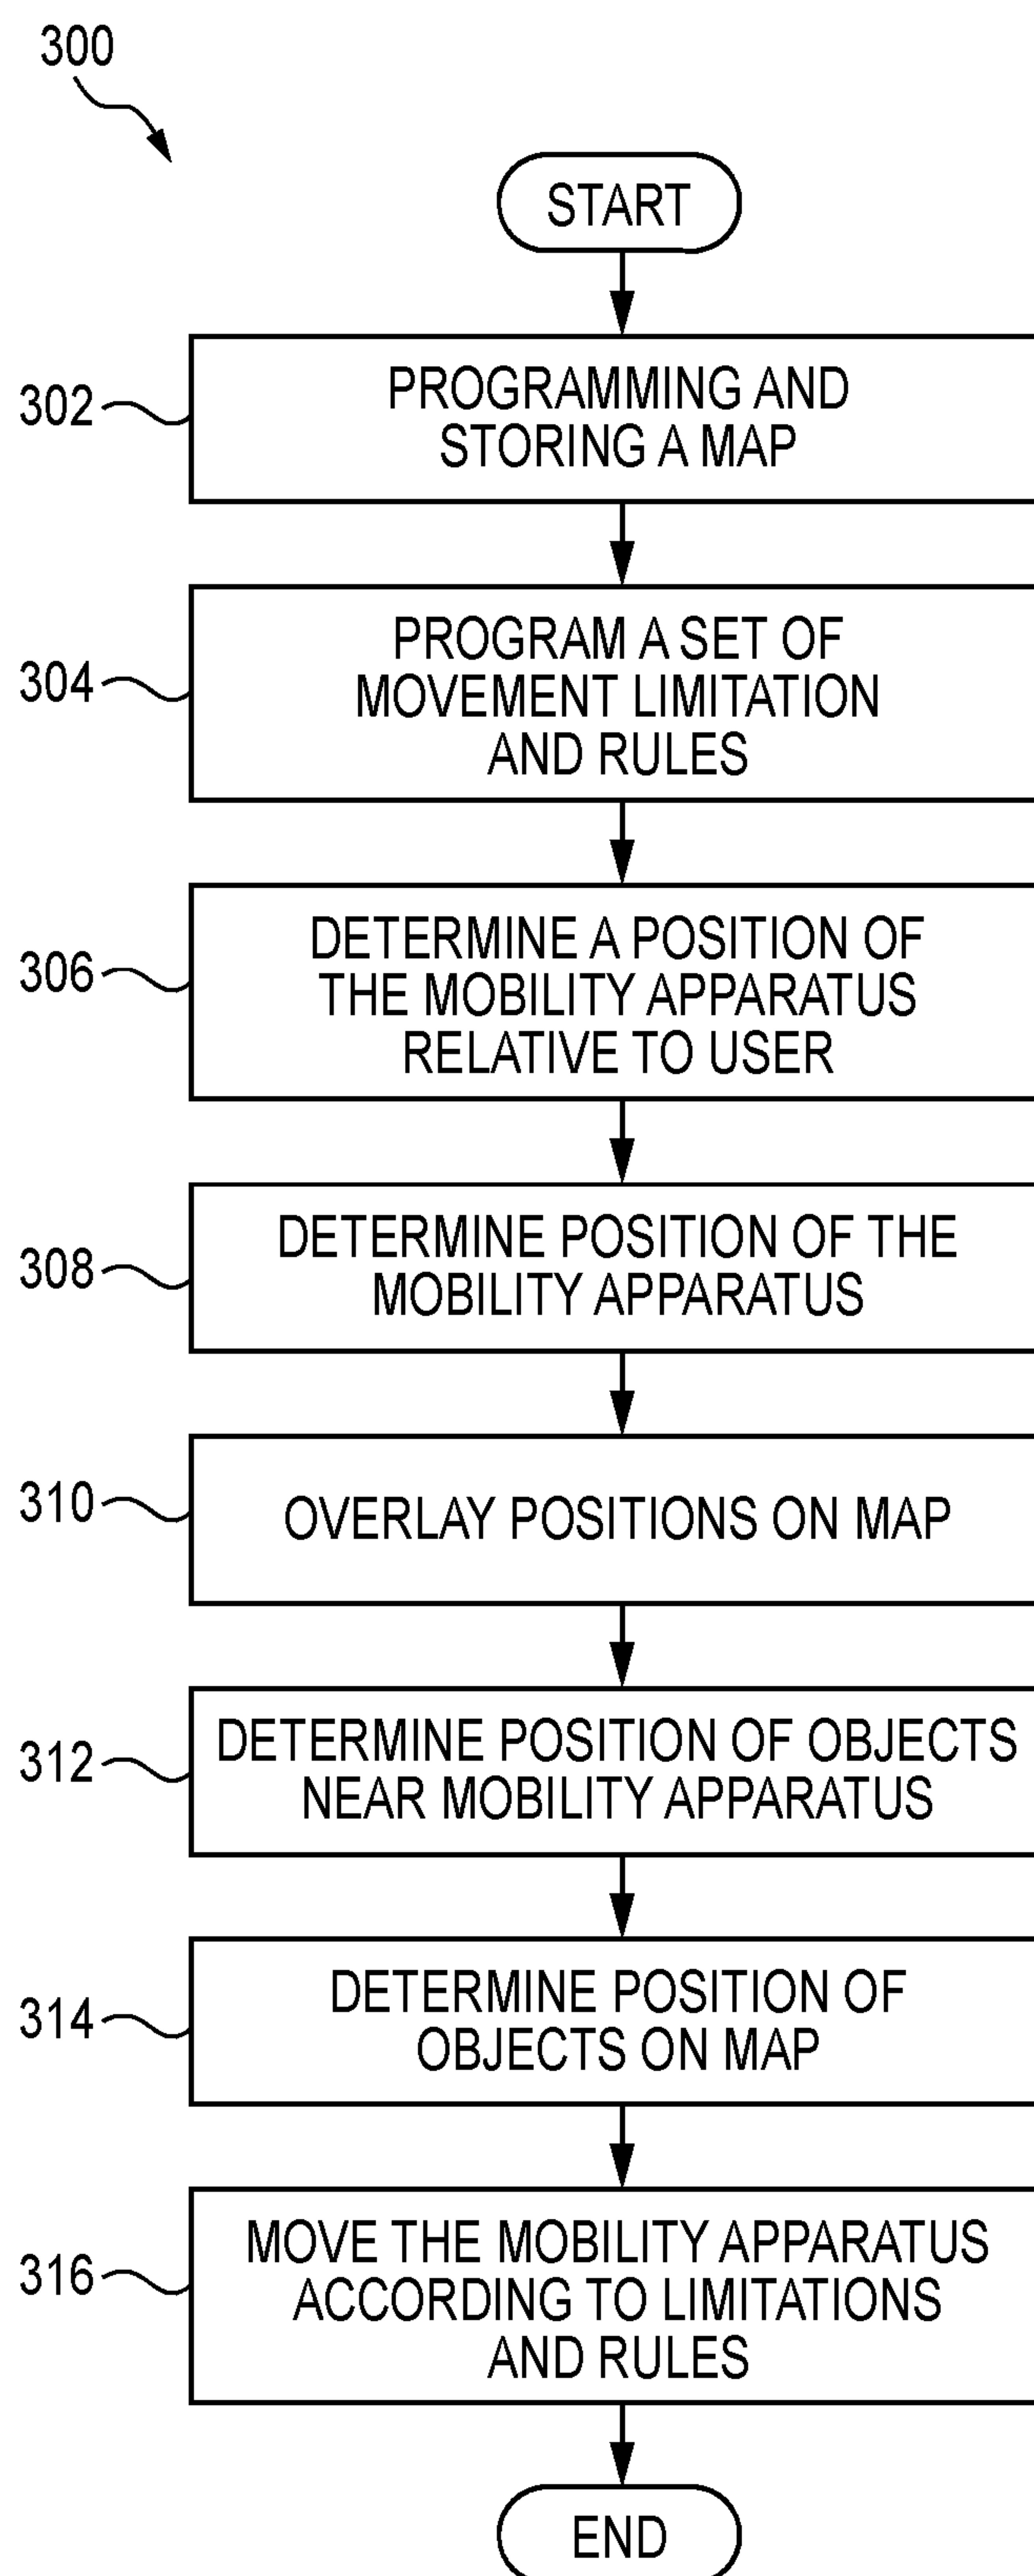 300
START
302
PROGRAMMING AND
STORING A MAP
304
PROGRAM A SET OF
MOVEMENT LIMITATION
AND RULES
306
DETERMINE A POSITION OF
THE MOBILITY APPARATUS
RELATIVE TO USER
308
DETERMINE POSITION OF THE
MOBILITY APPARATUS
310
OVERLAY POSITIONS ON MAP
312
DETERMINE POSITION OF OBJECTS
NEAR MOBILITY APPARATUS
314
DETERMINE POSITION OF
OBJECTS ON MAP
316
MOVE THE MOBILITY APPARATUS
ACCORDING TO LIMITATIONS
AND RULES
END